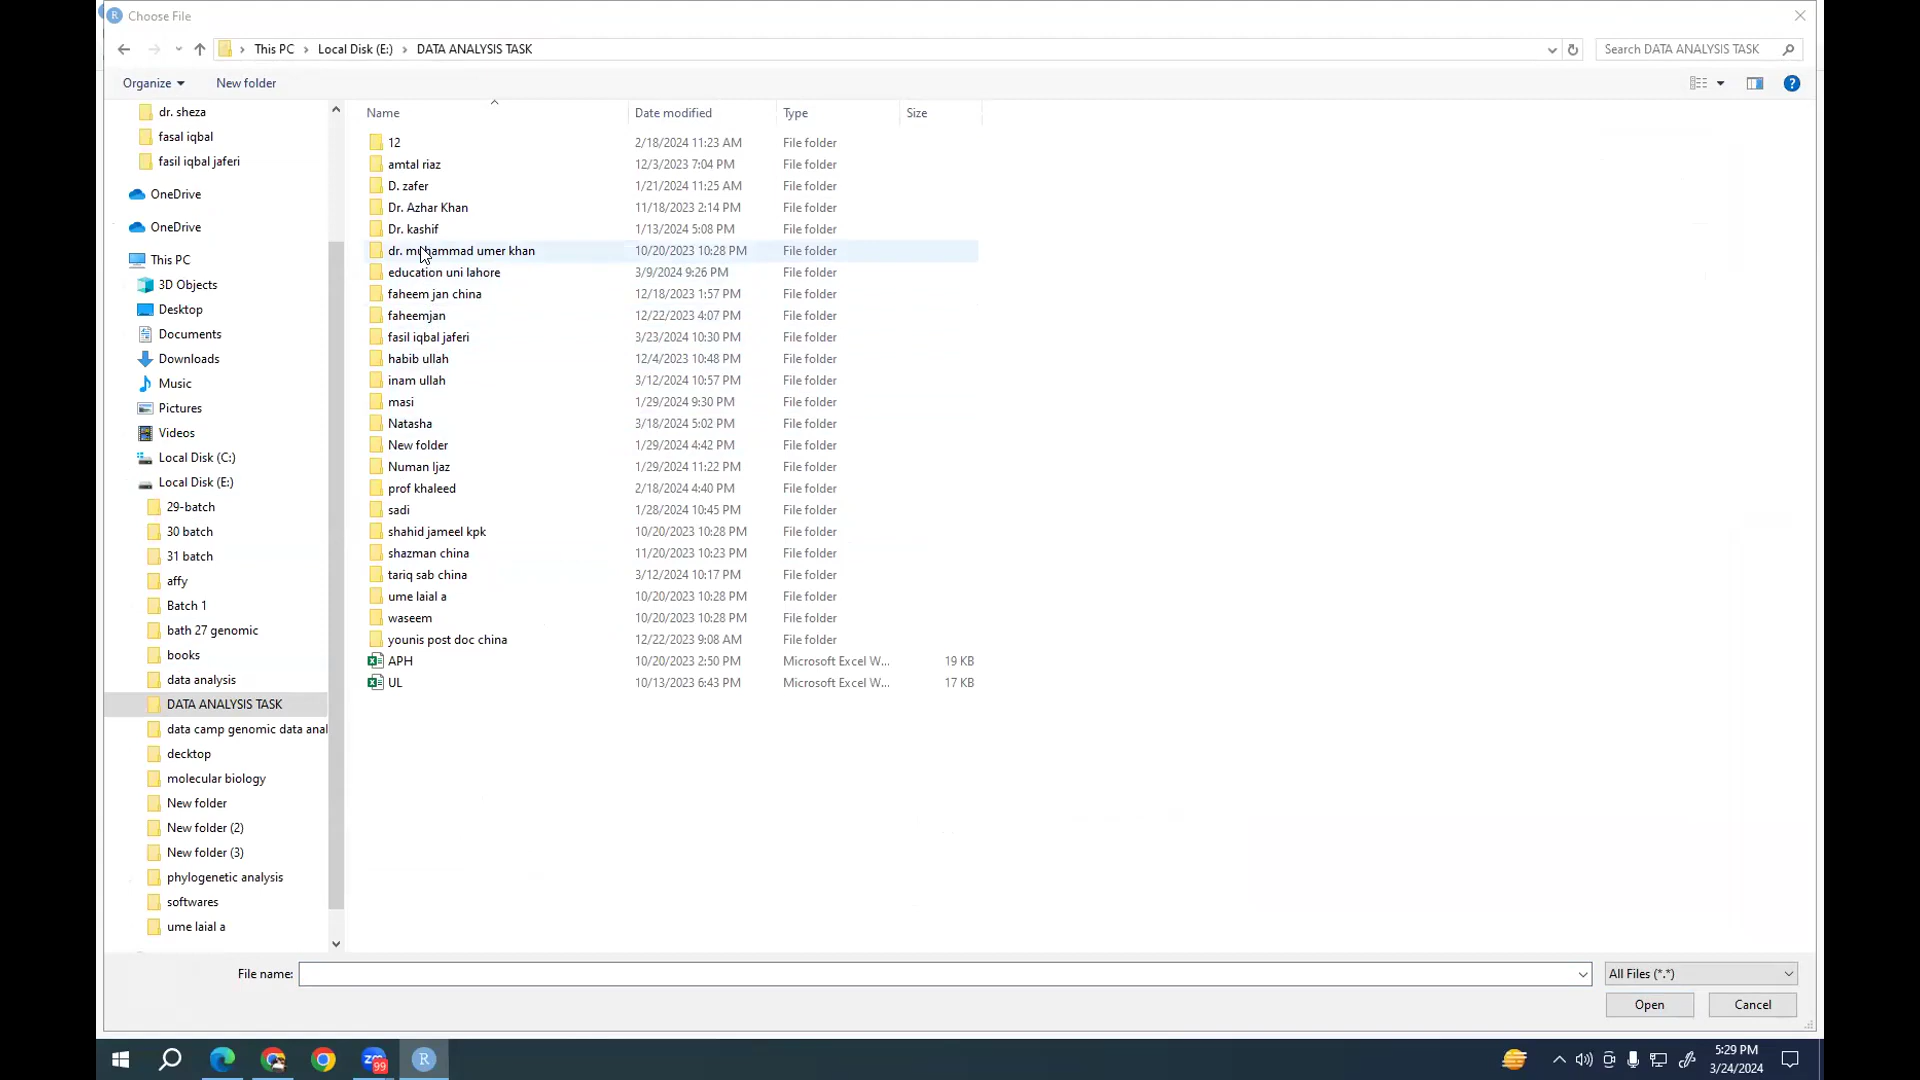 Choose File
This PC > Local Disk (E:) > DATA ANALYSIS TASK
Search DATA ANALYSIS TASK
Organize
New folder
dr. sheza
fasal iqbal
fasil iqbal jaferi
OneDrive
OneDrive
This PC
3D Objects
Desktop
Documents
Downloads
Music
Pictures
Videos
Local Disk (C:)
Local Disk (E:)
29-batch
30 batch
31 batch
affy
Batch 1
bath 27 genomic
books
data analysis
DATA ANALYSIS TASK
data camp genomic data anal
decktop
molecular biology
New folder
New folder (2)
New folder (3)
phylogenetic analysis
softwares
ume laial a
Name Date modified Type Size
12 2/18/2024 11:23 AM File folder
amtal riaz 12/3/2023 7:04 PM File folder
D. zafer 1/21/2024 11:25 AM File folder
Dr. Azhar Khan 11/18/2023 2:14 PM File folder
Dr. kashif 1/13/2024 5:08 PM File folder
dr. muhammad umer khan 10/20/2023 10:28 PM File folder
education uni lahore 3/9/2024 9:26 PM File folder
faheem jan china 12/18/2023 1:57 PM File folder
faheemjan 12/22/2023 4:07 PM File folder
fasil iqbal jaferi 3/23/2024 10:30 PM File folder
habib ullah 12/4/2023 10:48 PM File folder
inam ullah 3/12/2024 10:57 PM File folder
masi 1/29/2024 9:30 PM File folder
Natasha 3/18/2024 5:02 PM File folder
New folder 1/29/2024 4:42 PM File folder
Numan Ijaz 1/29/2024 11:22 PM File folder
prof khaleed 2/18/2024 4:40 PM File folder
sadi 1/28/2024 10:45 PM File folder
shahid jameel kpk 10/20/2023 10:28 PM File folder
shazman china 11/20/2023 10:23 PM File folder
tariq sab china 3/12/2024 10:17 PM File folder
ume laial a 10/20/2023 10:28 PM File folder
waseem 10/20/2023 10:28 PM File folder
younis post doc china 12/22/2023 9:08 AM File folder
APH 10/20/2023 2:50 PM Microsoft Excel W... 19 KB
UL 10/13/2023 6:43 PM Microsoft Excel W... 17 KB
File name:
All Files (*.*)
Open
Cancel
5:29 PM
3/24/2024